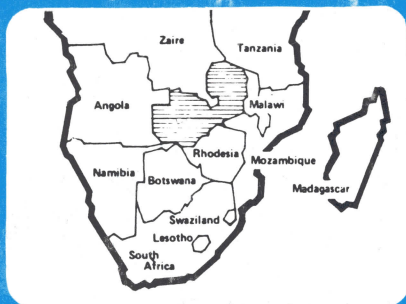 Zaire
Tanzania
Angola
Malawi
Rhodesia
Mozambique
Namibia
Botswana
Madagascar
Swaziland
Lesotho
South
Africa